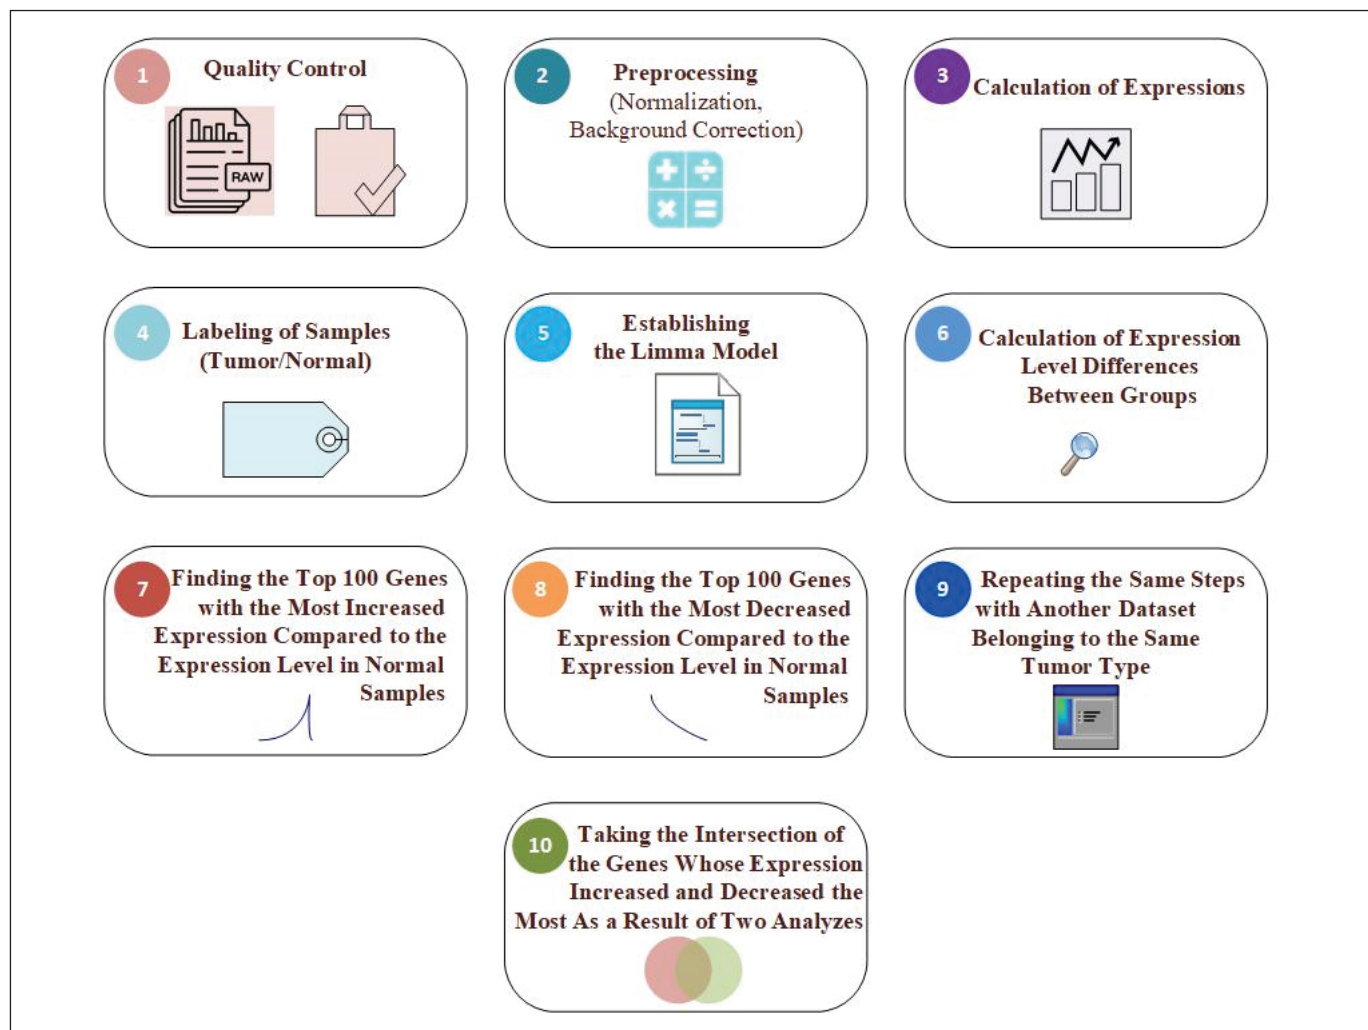 1
Quality Control
RAW
2
Preprocessing
(Normalization,
Background Correction)
3
Calculation of Expressions
4
Labeling of Samples
(Tumor/Normal)
5
Establishing
the Limma Model
6
Calculation of Expression
Level Differences
Between Groups
7
Finding the Top 100 Genes
with the Most Increased
Expression Compared to the
Expression Level in Normal
Samples
8
Finding the Top 100 Genes
with the Most Decreased
Expression Compared to the
Expression Level in Normal
Samples
9
Repeating the Same Steps
with Another Dataset
Belonging to the Same
Tumor Type
10
Taking the Intersection of
the Genes Whose Expression
Increased and Decreased the
Most As a Result of Two Analyzes